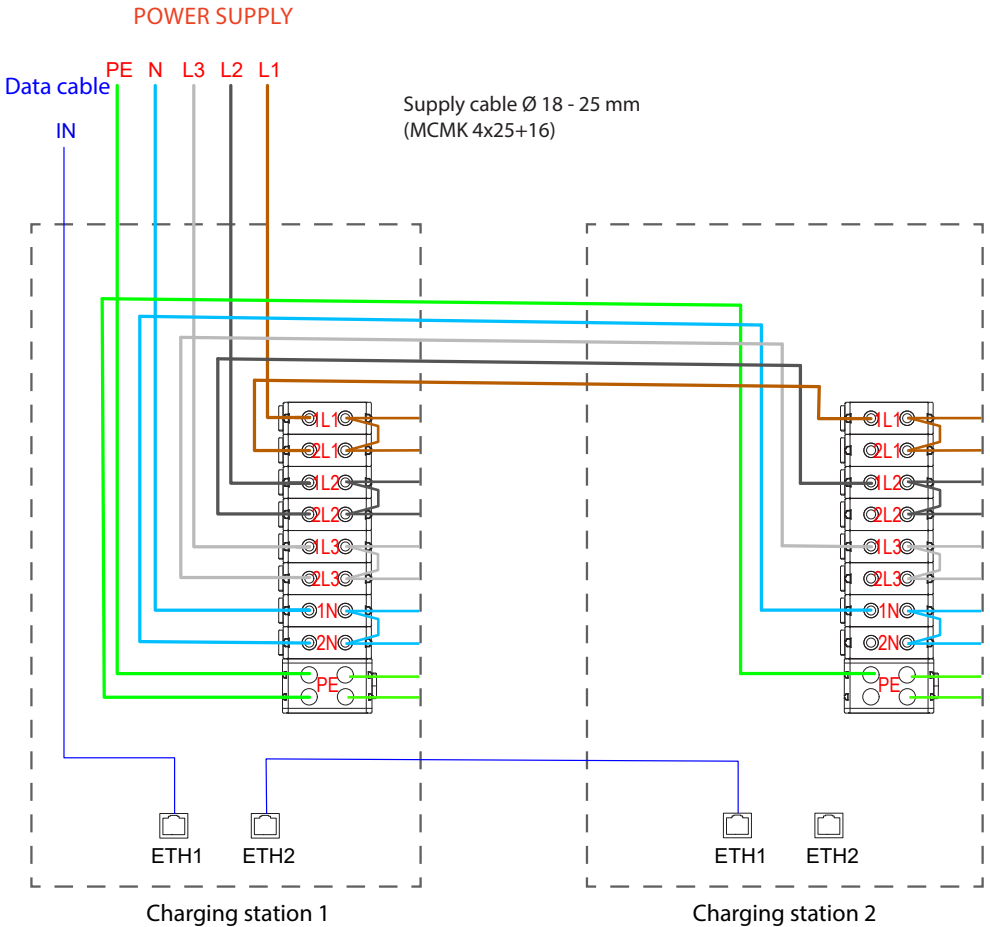 POWER SUPPLY
PE N L3 L2 L1
Data cable
IN
Supply cable Ø 18 - 25 mm
(MCMK 4x25+16)
1L1
2L1
1L2
2L2
1L3
2L3
1N
2N
PE
1L1
2L1
1L2
2L2
1L3
2L3
1N
2N
PE
ETH1 ETH2
ETH1 ETH2
Charging station 1
Charging station 2